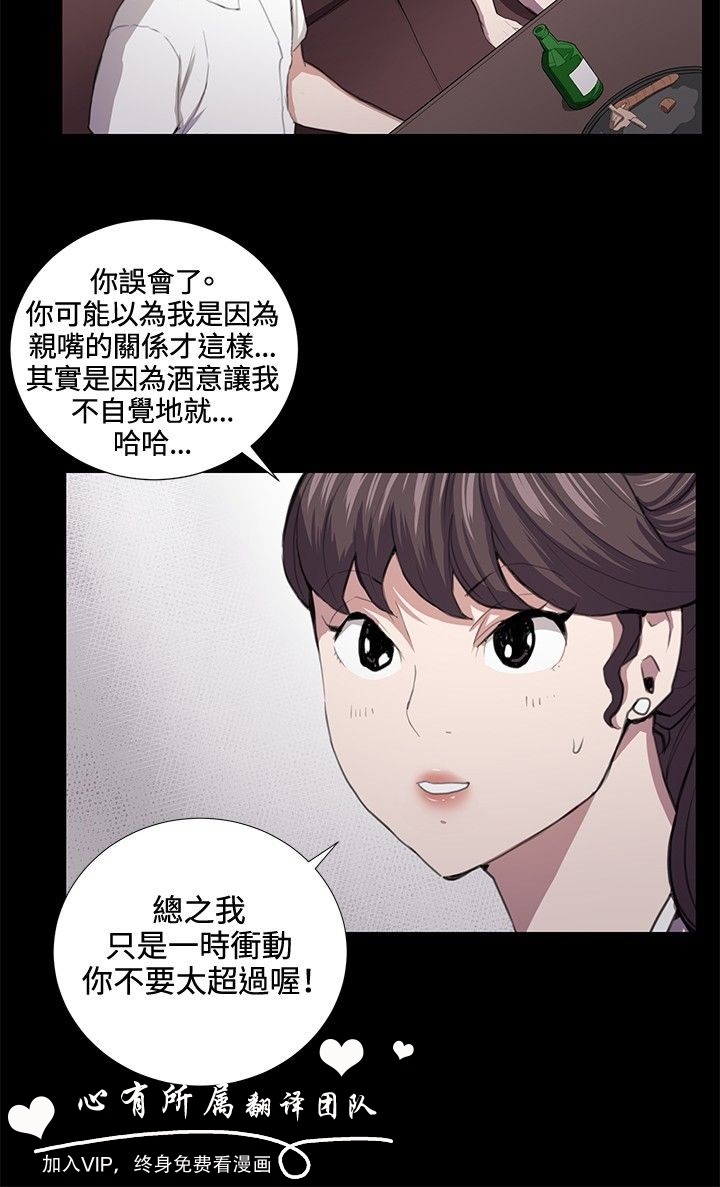 你誤會了。
你可能以為我是因為
親嘴的關係才這樣...
其實是因為酒意讓我
不自覺地就...
哈哈...
總之我
只是一時衝動
你不要太超過喔！
心有所属翻译团队
加入VIP，终身免费看漫画